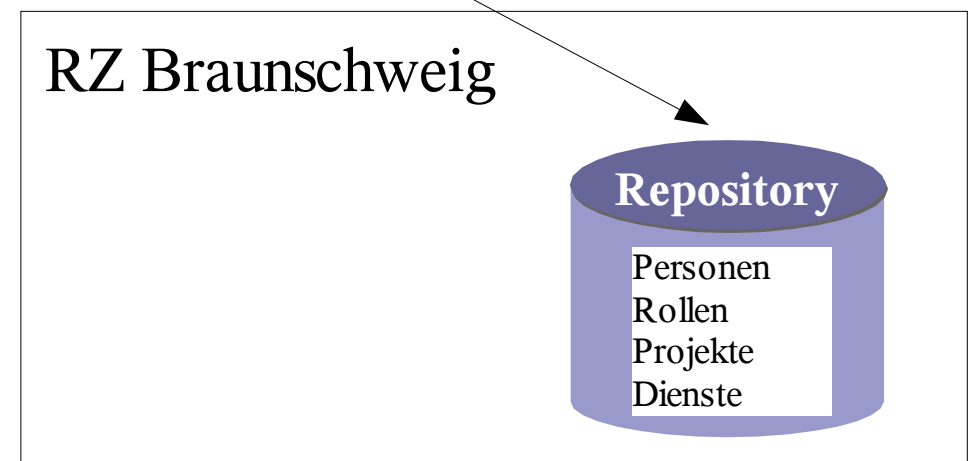 RZ Braunschweig
Repository
Personen
Rollen
Projekte
Dienste